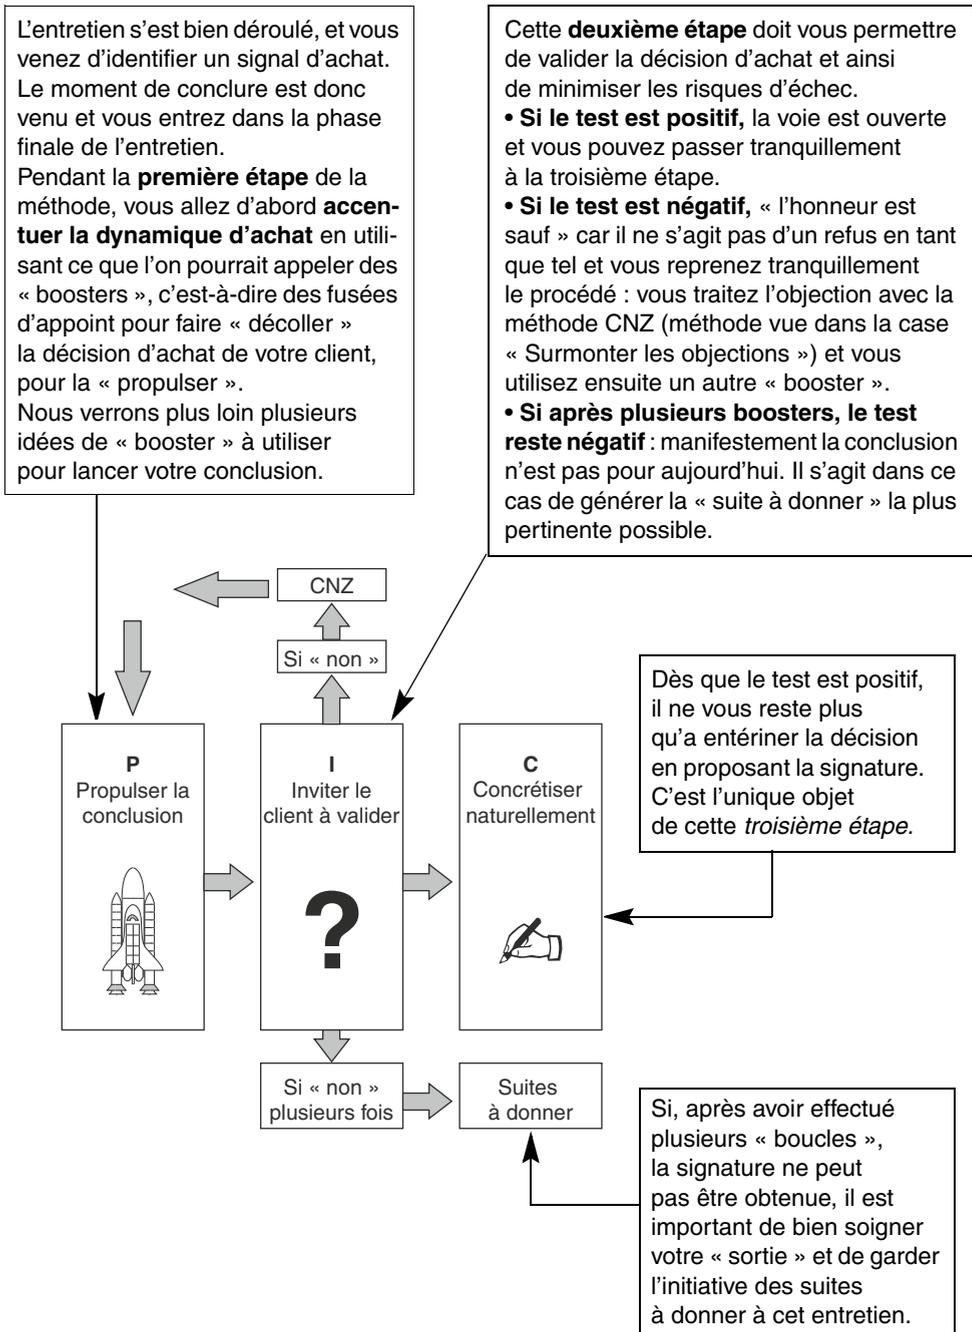 L'entretien s'est bien déroulé, et vous
venez d'identifier un signal d'achat.
Le moment de conclure est donc
venu et vous entrez dans la phase
finale de l'entretien.
Pendant la première étape de la
méthode, vous allez d'abord accen-
tuer la dynamique d'achat en utili-
sant ce que l'on pourrait appeler des
« boosters », c'est-à-dire des fusées
d'appoint pour faire « décoller »
la décision d'achat de votre client,
pour la « propulser ».
Nous verrons plus loin plusieurs
idées de « booster » à utiliser
pour lancer votre conclusion.
Cette deuxième étape doit vous permettre
de valider la décision d'achat et ainsi
de minimiser les risques d'échec.
• Si le test est positif, la voie est ouverte
et vous pouvez passer tranquillement
à la troisième étape.
• Si le test est négatif, « l'honneur est
sauf » car il ne s'agit pas d'un refus en tant
que tel et vous reprenez tranquillement
le procédé : vous traitez l'objection avec la
méthode CNZ (méthode vue dans la case
« Surmonter les objections ») et vous
utilisez ensuite un autre « booster ».
• Si après plusieurs boosters, le test
reste négatif : manifestement la conclusion
n'est pas pour aujourd'hui. Il s'agit dans ce
cas de générer la « suite à donner » la plus
pertinente possible.
CNZ
Si « non »
Dès que le test est positif,
il ne vous reste plus
qu'a entériner la décision
en proposant la signature.
C'est l'unique objet
de cette troisième étape.
P
Propulser la
conclusion
I
Inviter le
client à valider
?
C
Concrétiser
naturellement
Si « non »
plusieurs fois
Suites
à donner
Si, après avoir effectué
plusieurs « boucles »,
la signature ne peut
pas être obtenue, il est
important de bien soigner
votre « sortie » et de garder
l'initiative des suites
à donner à cet entretien.